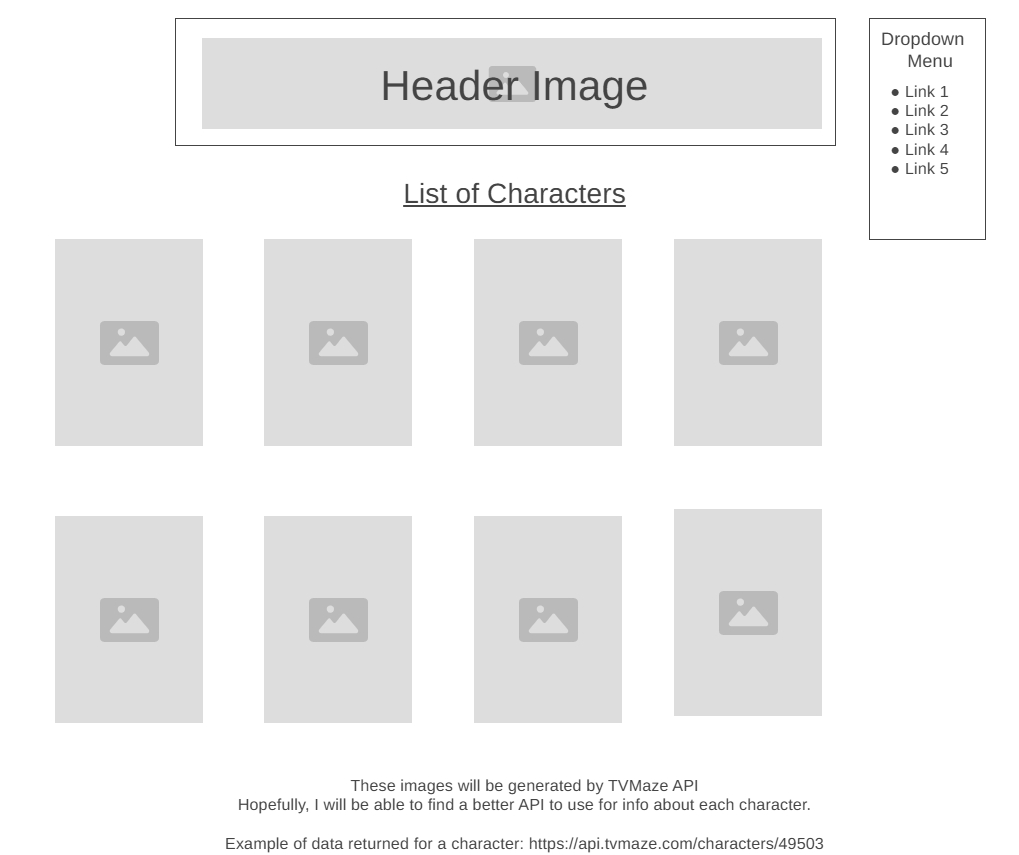 Header Image
Dropdown
Menu
● Link 1
● Link 2
● Link 3
● Link 4
● Link 5
List of Characters
These images will be generated by TVMaze API
Hopefully, I will be able to find a better API to use for info about each character.
Example of data returned for a character: https://api.tvmaze.com/characters/49503